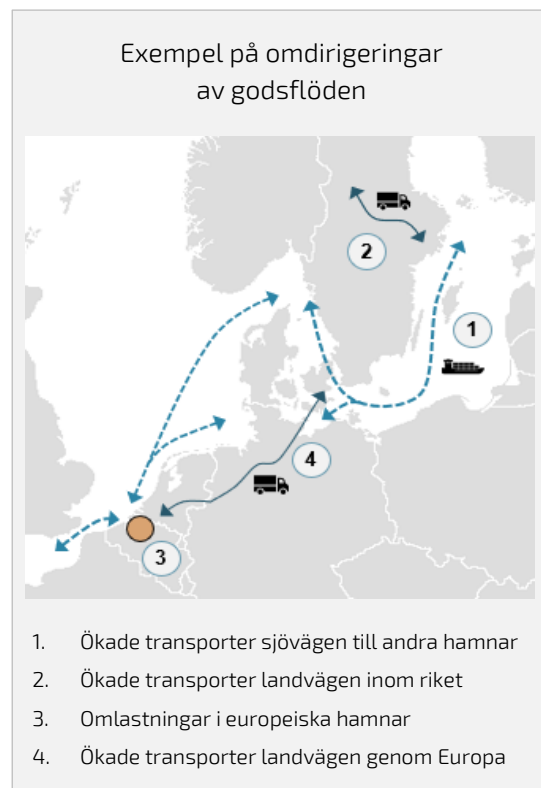 Exempel på omdirigeringar
av godsflöden
2
1
4
3
1. Ökade transporter sjövägen till andra hamnar
2. Ökade transporter landvägen inom riket
3. Omlastningar i europeiska hamnar
4. Ökade transporter landvägen genom Europa